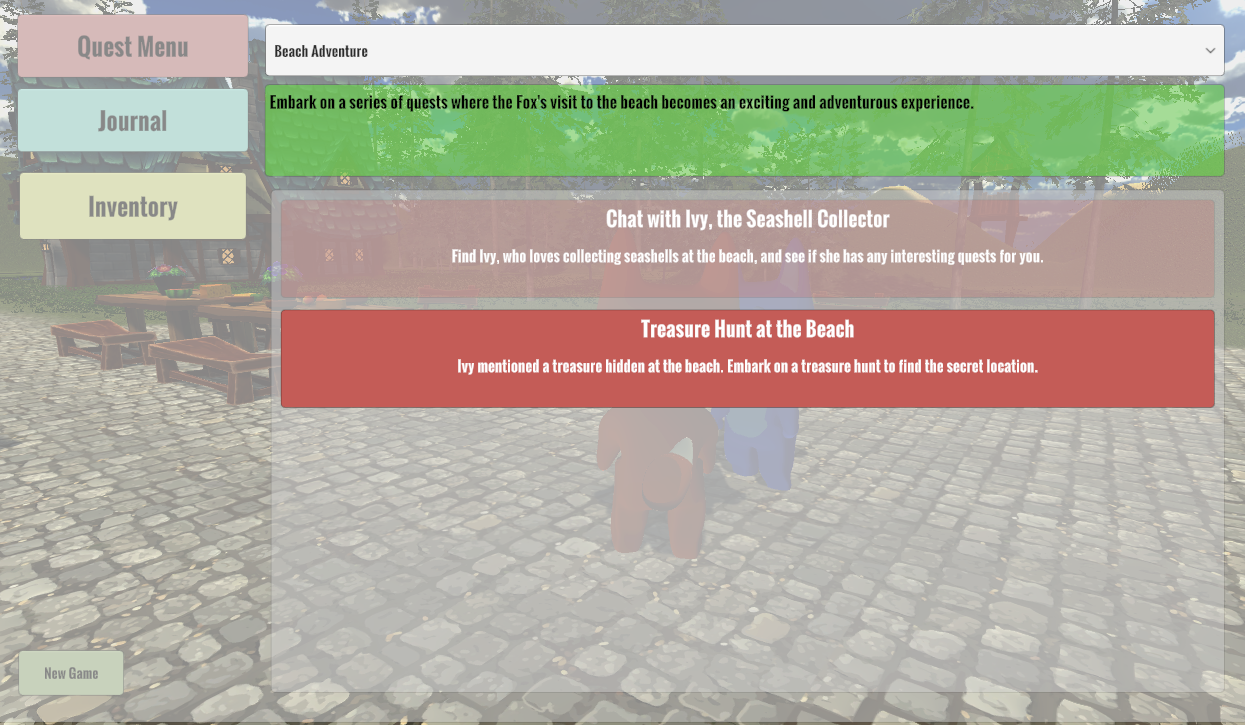 Quest Menu
Journal
Inventory
Beach Adventure
Embark on a series of quests where the Fox's visit to the beach becomes an exciting and adventurous experience.
Chat with Ivy, the Seashell Collector
Find Ivy, who loves collecting seashells at the beach, and see if she has any interesting quests for you.
Treasure Hunt at the Beach
Ivy mentioned a treasure hidden at the beach. Embark on a treasure hunt to find the secret location.
New Game